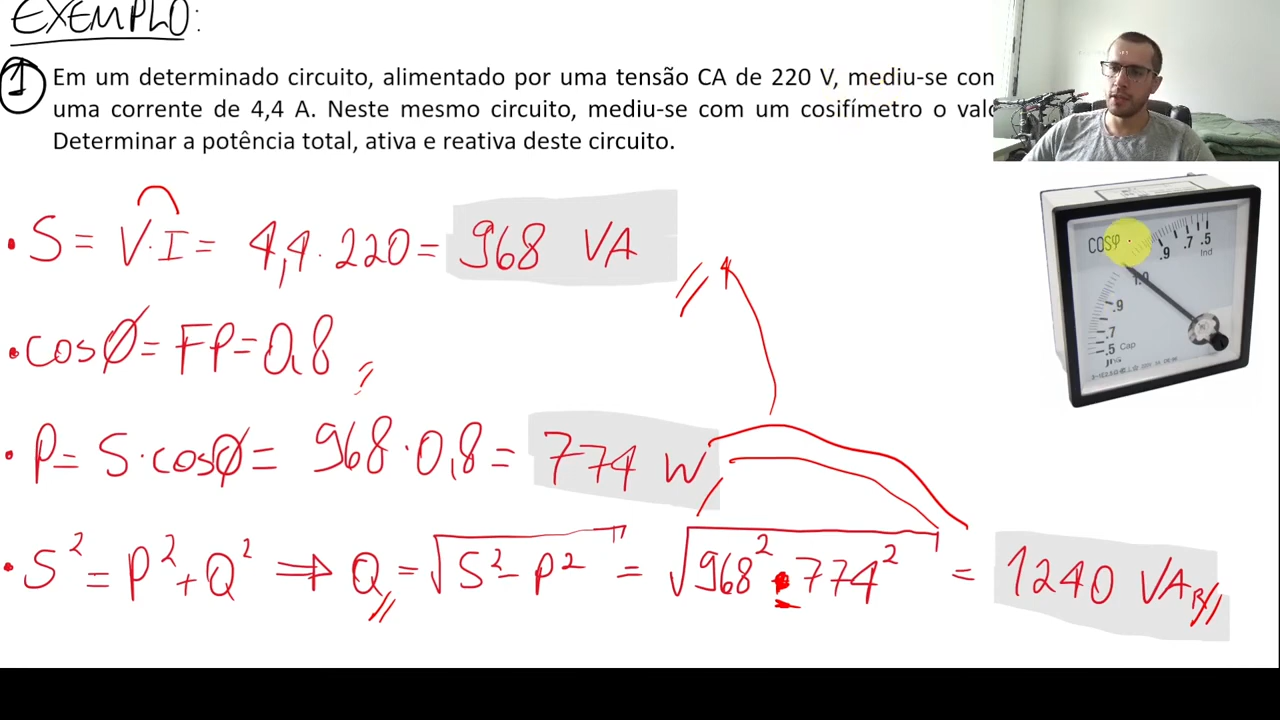 EXEMPLO:
1 Em um determinado circuito, alimentado por uma tensão CA de 220 V, mediu-se con
uma corrente de 4,4 A. Neste mesmo circuito, mediu-se com um cosifímetro o valo
Determinar a potência total, ativa e reativa deste circuito.
• S = V·I = 4,4 · 220 = 968 VA
• cosØ = FP = 0,8
• P = S·cosØ = 968·0,8 = 774 W
• S² = P² + Q² ⇒ Q = √S² - P² = √968² - 774² = 1240 VAR
COSφ
.9 .7 .5
Ind
1.0
.9
.7
.5 Cap